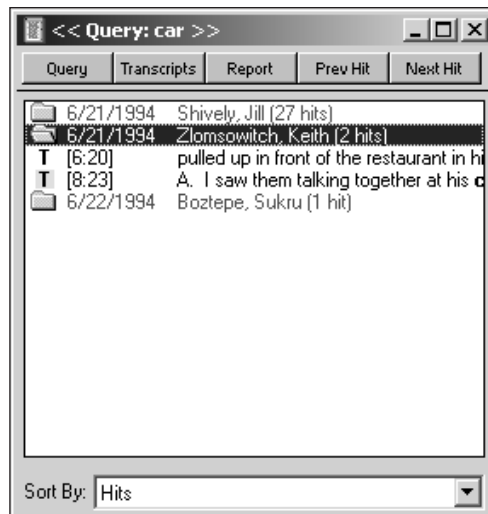 << Query: car >>
Query Transcripts Report Prev Hit Next Hit
6/21/1994 Shively, Jill (27 hits)
6/21/1994 Zlomsowitch, Keith (2 hits)
T [6:20] pulled up in front of the restaurant in hi
T [8:23] A. I saw them talking together at his c
6/22/1994 Boztepe, Sukru (1 hit)
Sort By: Hits